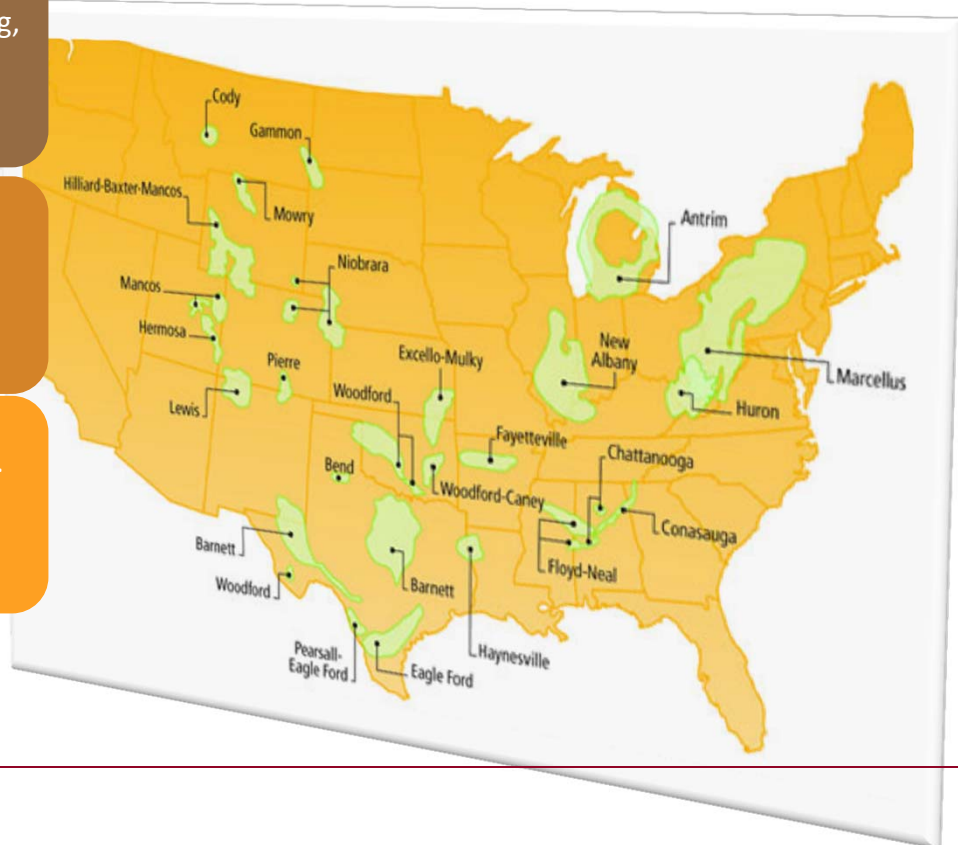 g,
Cody
Gammon
Hilliard-Baxter-Mancos
Mowry
Antrim
Niobrara
Mancos
Hermosa
New
Albany
Excello-Mulky
Pierre
Marcellus
Woodford
Lewis
Huron
Fayetteville
Chattanooga
Bend
Woodford-Caney
Conasauga
Barnett
Floyd-Neal
Woodford
Barnett
Haynesville
Pearsall-
Eagle Ford
Eagle Ford